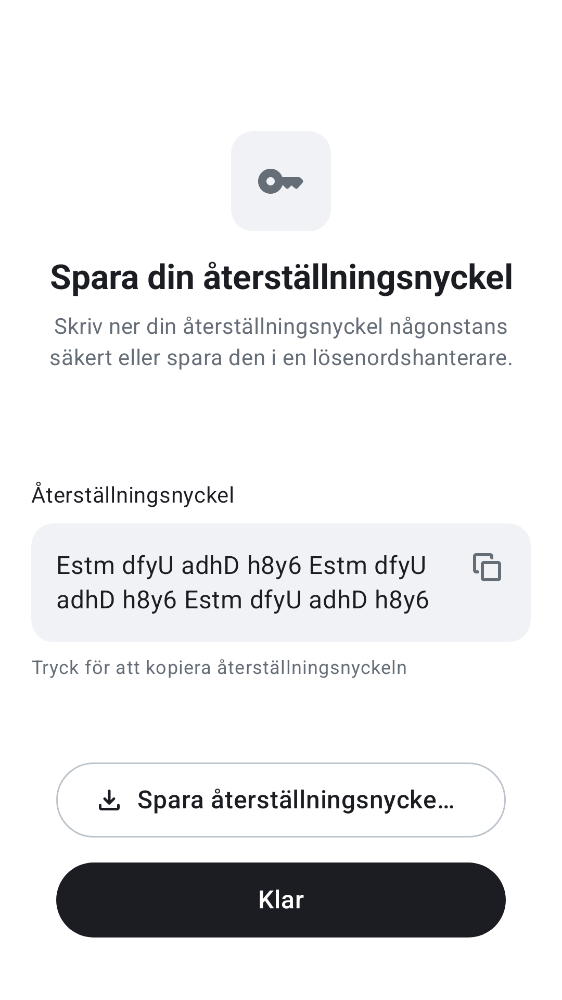 Spara din återställningsnyckel
Skriv ner din återställningsnyckel någonstans
säkert eller spara den i en lösenordshanterare.
Återställningsnyckel
Estm dfyU adhD h8y6 Estm dfyU
adhD h8y6 Estm dfyU adhD h8y6
Tryck för att kopiera återställningsnyckeln
Spara återställningsnycke…
Klar